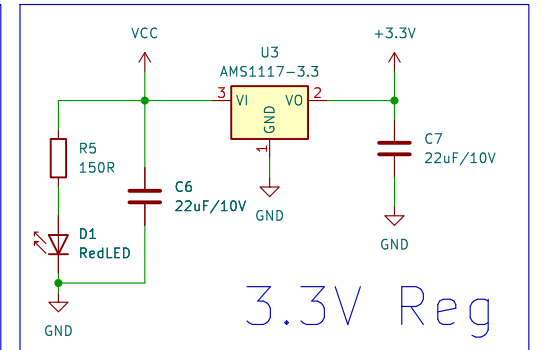 VCC
+3.3V
U3
AMS1117-3.3
3
VI
VO
2
GND
1
R5
150R
C7
22uF/10V
C6
22uF/10V
GND
D1
RedLED
GND
GND
3.3V Reg